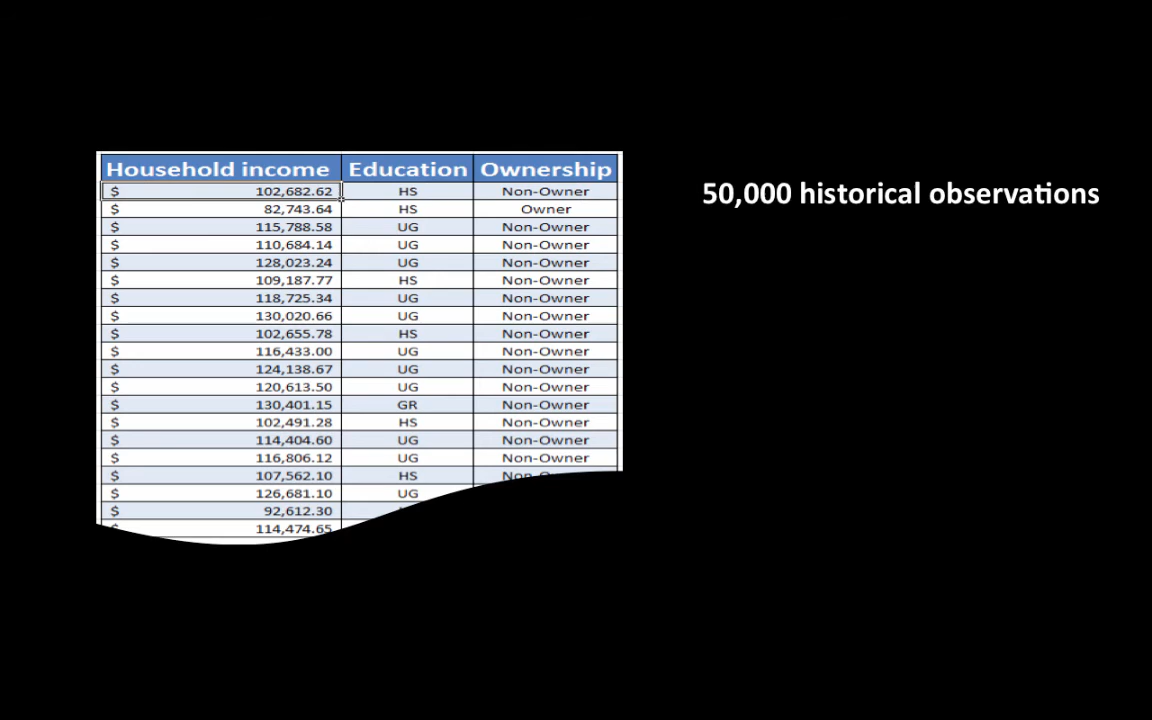 Household income Education Ownership
$ 102,682.62 HS Non-Owner
$ 82,743.64 HS Owner
$ 115,788.58 UG Non-Owner
$ 110,684.14 UG Non-Owner
$ 128,023.24 UG Non-Owner
$ 109,187.77 HS Non-Owner
$ 118,725.34 UG Non-Owner
$ 130,020.66 UG Non-Owner
$ 102,655.78 HS Non-Owner
$ 116,433.00 UG Non-Owner
$ 124,138.67 UG Non-Owner
$ 120,613.50 UG Non-Owner
$ 130,401.15 GR Non-Owner
$ 102,491.28 HS Non-Owner
$ 114,404.60 UG Non-Owner
$ 116,806.12 UG Non-Owner
$ 107,562.10 HS
$ 126,681.10 UG
$ 92,612.30
114,474.65
50,000 historical observations